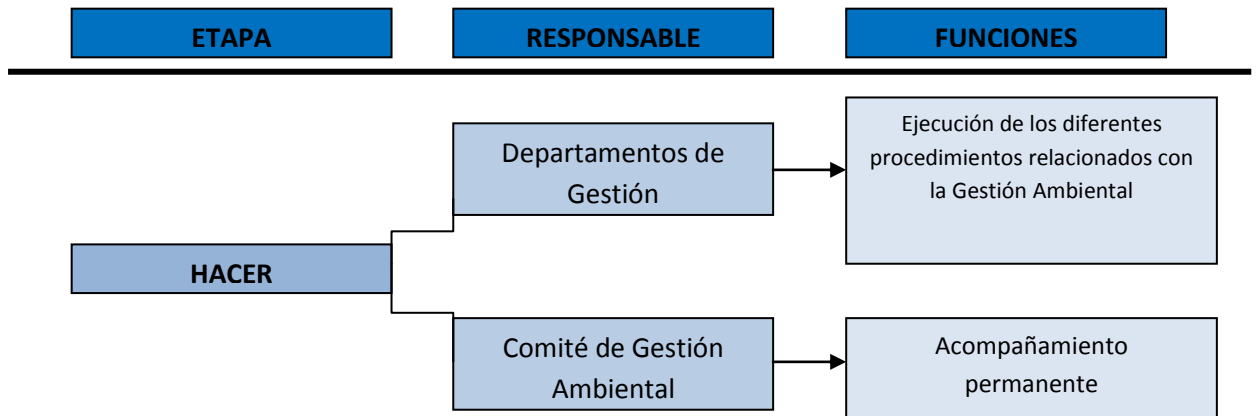 ETAPA RESPONSABLE FUNCIONES
Departamentos de
Gestión
Ejecución de los diferentes
procedimientos relacionados con
la Gestión Ambiental
HACER
Comité de Gestión
Ambiental
Acompañamiento
permanente